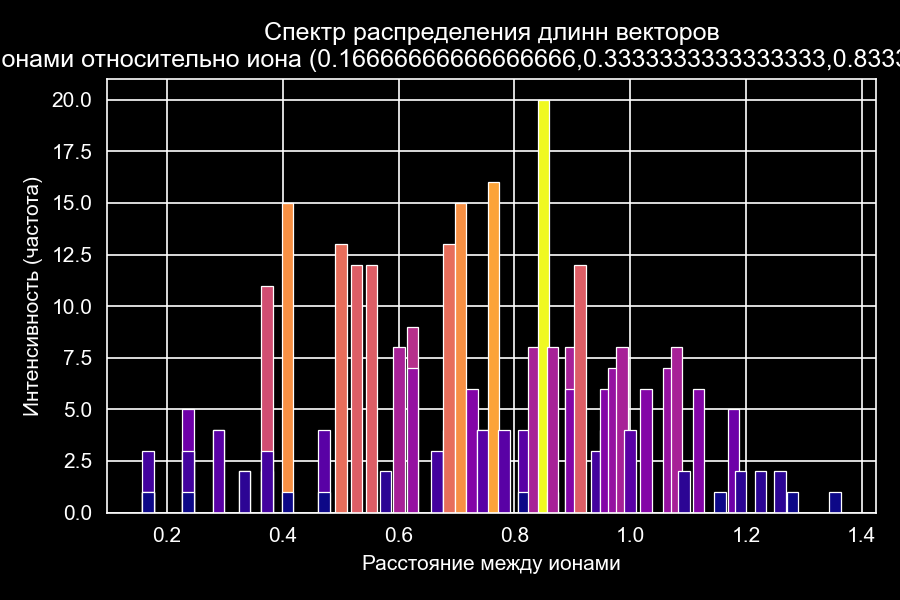 Спектр распределения длинн векторов
онами относительно иона (0.16666666666666666,0.3333333333333333,0.8333
20.0
17.5
15.0
12.5
10.0
7.5
5.0
2.5
0.0
Интенсивность (частота)
0.2 0.4 0.6 0.8 1.0 1.2 1.4
Расстояние между ионами